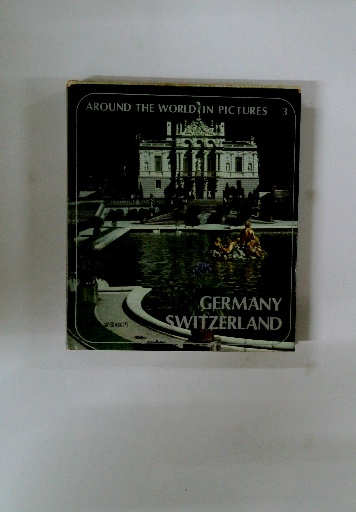 AROUND THE WORLD IN PICTURES 3
GERMANY
SWITZERLAND